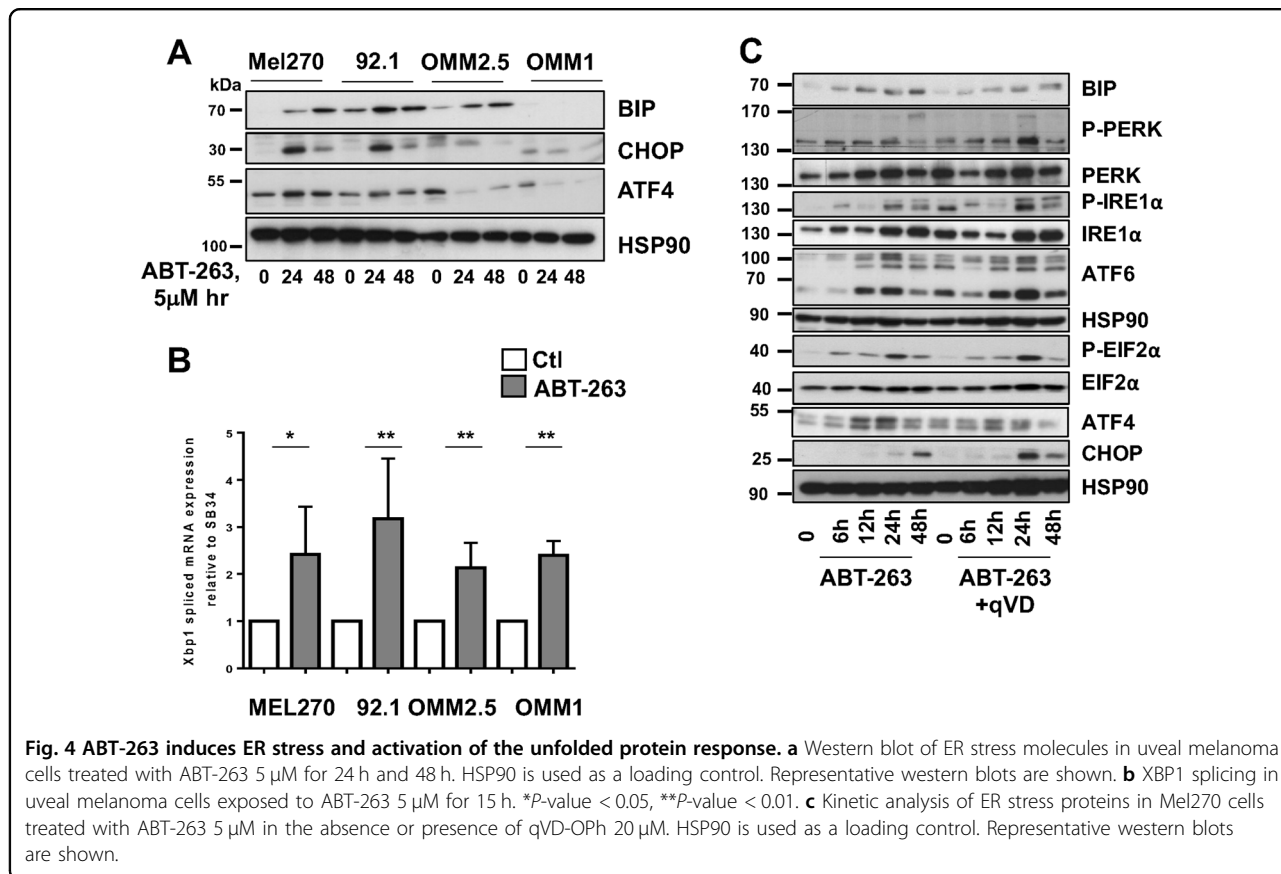 A
Mel270 92.1 OMM2.5 OMM1
kDa
70 BIP
30 CHOP
55 ATF4
100 HSP90
ABT-263, 5µM hr
0 24 48 0 24 48 0 24 48 0 24 48
B
Ctl
ABT-263
Xbp1 spliced mRNA expression
relative to SB34
5
4
3
2
1
0
* ** ** **
MEL270 92.1 OMM2.5 OMM1
C
70 BIP
170 P-PERK
130
130 PERK
130 P-IRE1α
130 IRE1α
100 ATF6
70
90 HSP90
40 P-EIF2α
40 EIF2α
55 ATF4
25 CHOP
90 HSP90
0 6h 12h 24h 48h 0 6h 12h 24h 48h
ABT-263 ABT-263
+qVD
Fig. 4 ABT-263 induces ER stress and activation of the unfolded protein response. a Western blot of ER stress molecules in uveal melanoma
cells treated with ABT-263 5 µM for 24 h and 48 h. HSP90 is used as a loading control. Representative western blots are shown. b XBP1 splicing in
uveal melanoma cells exposed to ABT-263 5 µM for 15 h. *P-value < 0.05, **P-value < 0.01. c Kinetic analysis of ER stress proteins in Mel270 cells
treated with ABT-263 5 µM in the absence or presence of qVD-OPh 20 µM. HSP90 is used as a loading control. Representative western blots
are shown.